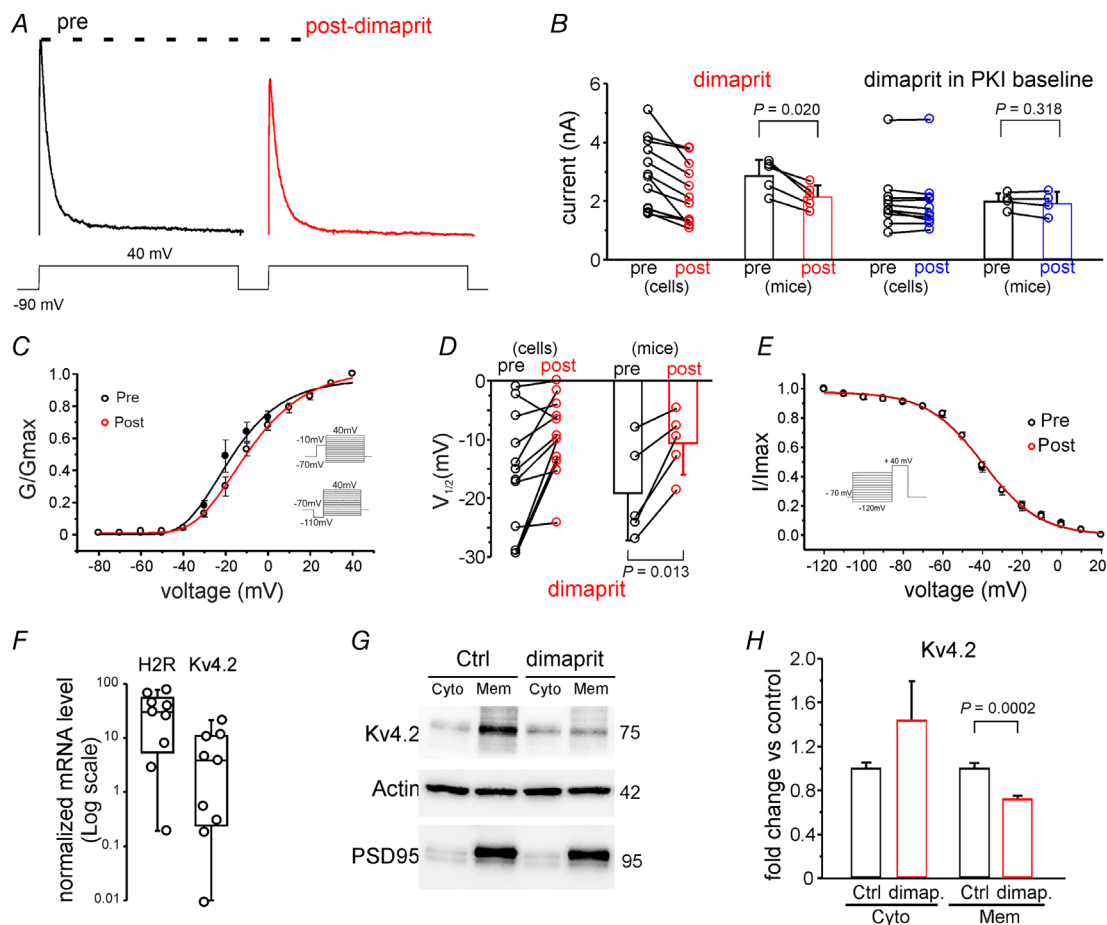 A
pre
post-dimaprit
40 mV
-90 mV
B
dimaprit
dimaprit in PKI baseline
P = 0.020
P = 0.318
current (nA)
6
4
2
0
pre post pre post pre post pre post
(cells) (mice) (cells) (mice)
C
G/Gmax
1.0
0.8
0.6
0.4
0.2
0
Pre
Post
40mV
-10mV
-70mV
40mV
-70mV
-110mV
-80 -60 -40 -20 0 20 40
voltage (mV)
D
(cells) (mice)
pre post pre post
V1/2(mV)
0
-10
-20
-30
P = 0.013
dimaprit
E
I/Imax
1.0
0.8
0.6
0.4
0.2
0.0
Pre
Post
+ 40 mV
- 70 mV
-120mV
-120 -100 -80 -60 -40 -20 0 20
voltage (mV)
F
H2R Kv4.2
normalized mRNA level
(Log scale)
100
10
1
0.1
0.01
G
Ctrl dimaprit
Cyto Mem Cyto Mem
Kv4.2 75
Actin 42
PSD95 95
H
Kv4.2
P = 0.0002
fold change vs control
2.0
1.6
1.2
0.8
0.4
0
Ctrl dimap. Ctrl dimap.
Cyto Mem